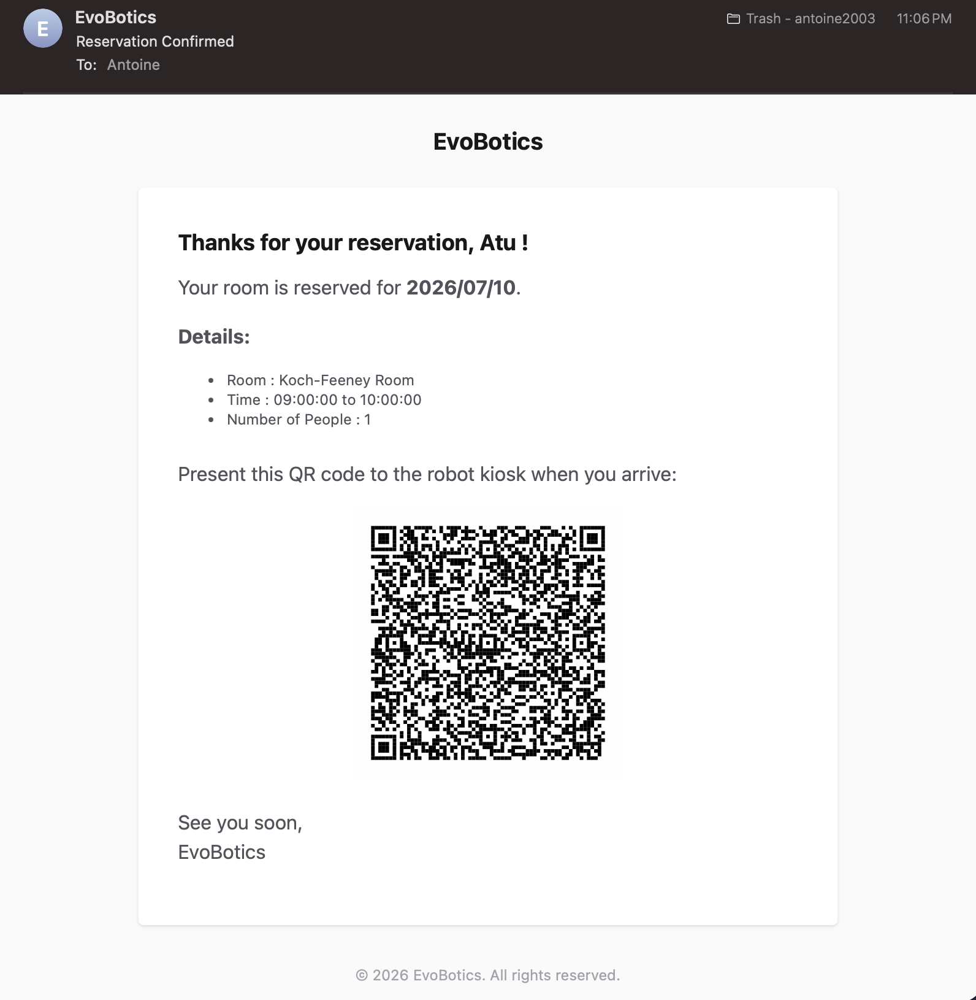 E
EvoBotics
Trash - antoine2003
11:06 PM
Reservation Confirmed
To: Antoine
EvoBotics
Thanks for your reservation, Atu !
Your room is reserved for 2026/07/10.
Details:
• Room : Koch-Feeney Room
• Time : 09:00:00 to 10:00:00
• Number of People : 1
Present this QR code to the robot kiosk when you arrive:
See you soon,
EvoBotics
© 2026 EvoBotics. All rights reserved.